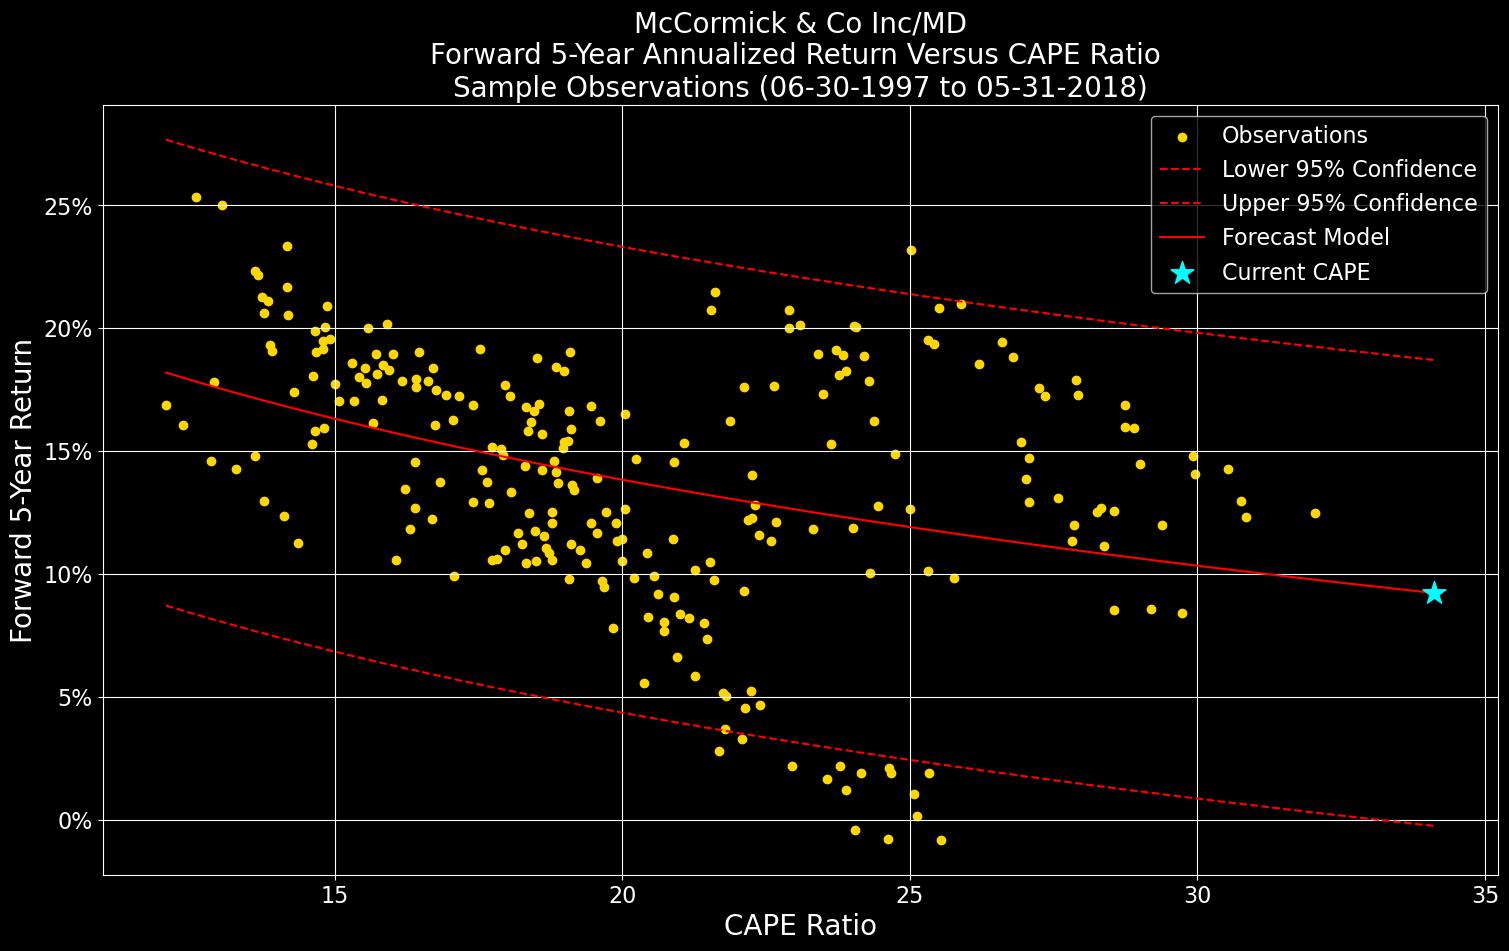 McCormick & Co Inc/MD
Forward 5-Year Annualized Return Versus CAPE Ratio
Sample Observations (06-30-1997 to 05-31-2018)
Observations
Lower 95% Confidence
Upper 95% Confidence
Forecast Model
Current CAPE
Forward 5-Year Return
25%
20%
15%
10%
5%
0%
15 20 25 30 35
CAPE Ratio